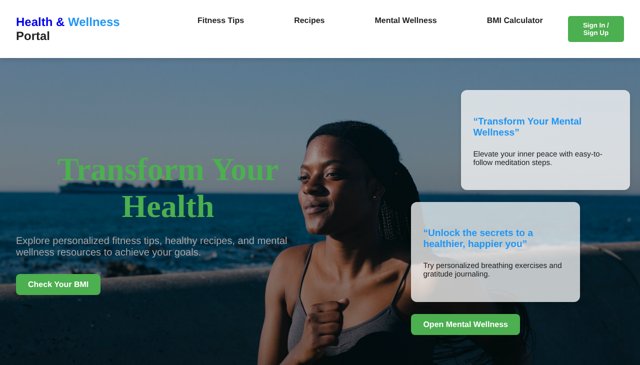 Health & Wellness
Portal
Fitness Tips
Recipes
Mental Wellness
BMI Calculator
Sign In /
Sign Up
Transform Your
Health
Explore personalized fitness tips, healthy recipes, and mental
wellness resources to achieve your goals.
Check Your BMI
“Transform Your Mental
Wellness”
Elevate your inner peace with easy-to-
follow meditation steps.
“Unlock the secrets to a
healthier, happier you”
Try personalized breathing exercises and
gratitude journaling.
Open Mental Wellness